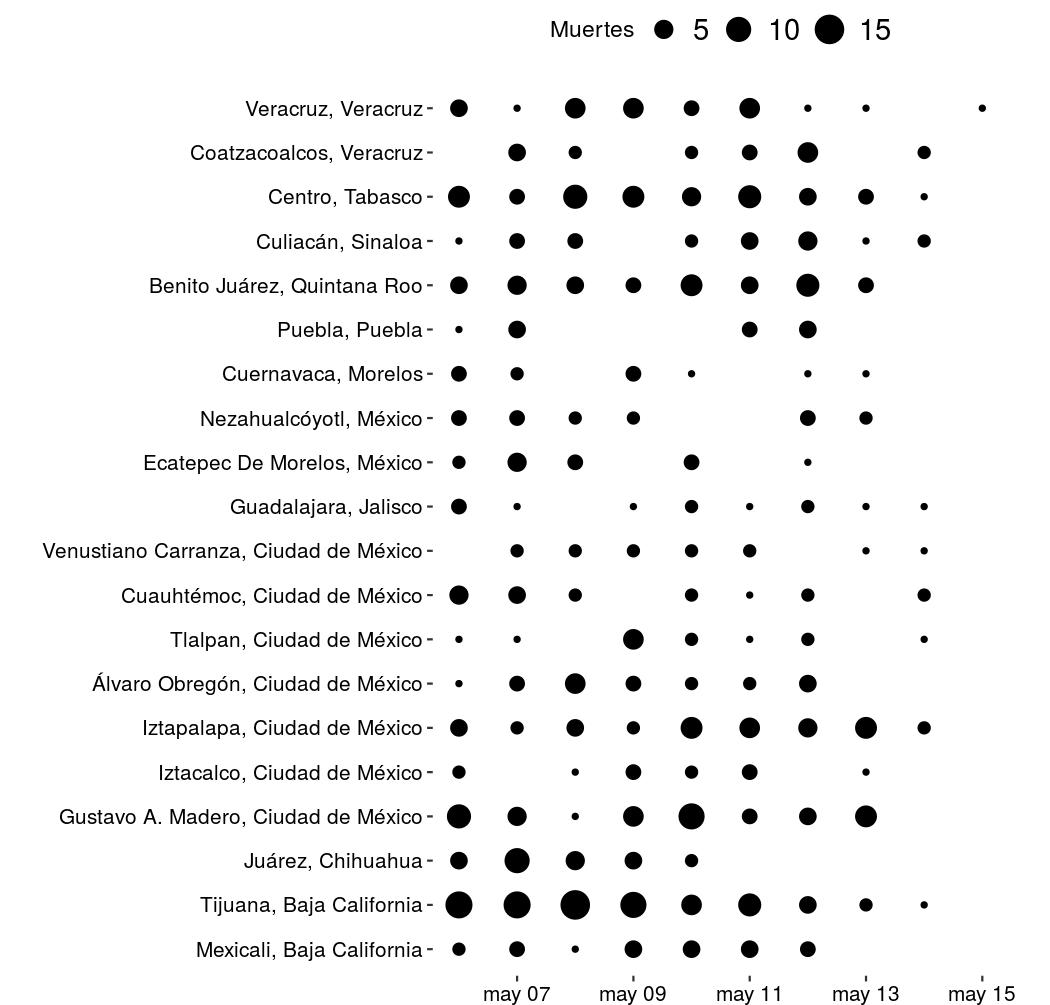 Muertes 5 10 15
Veracruz, Veracruz
Coatzacoalcos, Veracruz
Centro, Tabasco
Culiacán, Sinaloa
Benito Juárez, Quintana Roo
Puebla, Puebla
Cuernavaca, Morelos
Nezahualcóyotl, México
Ecatepec De Morelos, México
Guadalajara, Jalisco
Venustiano Carranza, Ciudad de México
Cuauhtémoc, Ciudad de México
Tlalpan, Ciudad de México
Álvaro Obregón, Ciudad de México
Iztapalapa, Ciudad de México
Iztacalco, Ciudad de México
Gustavo A. Madero, Ciudad de México
Juárez, Chihuahua
Tijuana, Baja California
Mexicali, Baja California
may 07 may 09 may 11 may 13 may 15